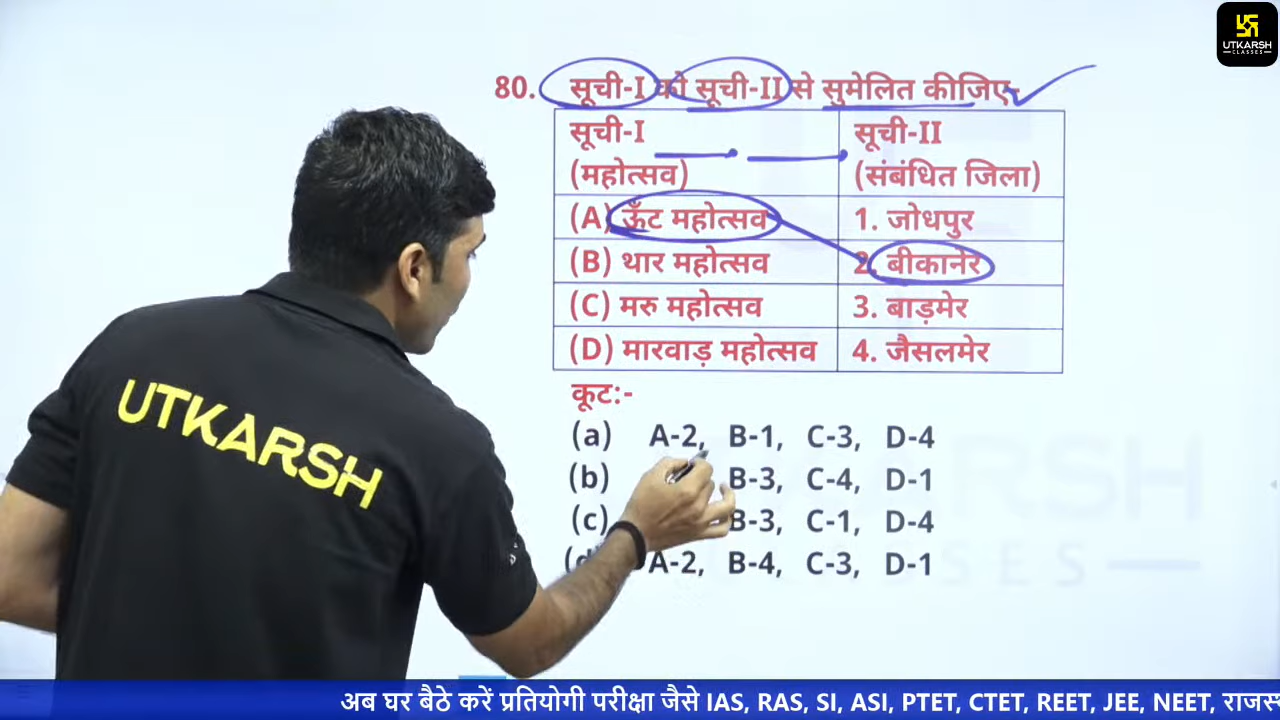 UTKARSH
CLASSES
80. सूची-I को सूची-II से सुमेलित कीजिए-
सूची-I सूची-II
(महोत्सव) (संबंधित जिला)
(A) ऊँट महोत्सव 1. जोधपुर
(B) थार महोत्सव 2. बीकानेर
(C) मरु महोत्सव 3. बाड़मेर
(D) मारवाड़ महोत्सव 4. जैसलमेर
कूट:-
(a) A-2, B-1, C-3, D-4
(b) B-3, C-4, D-1
(c) B-3, C-1, D-4
(d) A-2, B-4, C-3, D-1
UTKARSH
अब घर बैठे करें प्रतियोगी परीक्षा जैसे IAS, RAS, SI, ASI, PTET, CTET, REET, JEE, NEET,